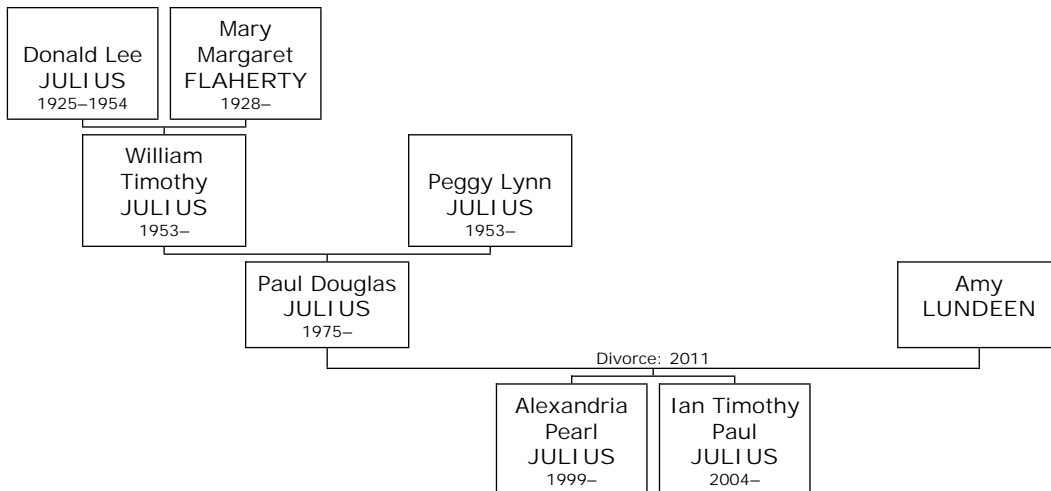 Donald Lee
JULIUS
1925–1954
Mary
Margaret
FLAHERTY
1928–
William
Timothy
JULIUS
1953–
Peggy Lynn
JULIUS
1953–
Paul Douglas
JULIUS
1975–
Amy
LUNDEEN
Divorce: 2011
Alexandria
Pearl
JULIUS
1999–
Ian Timothy
Paul
JULIUS
2004–